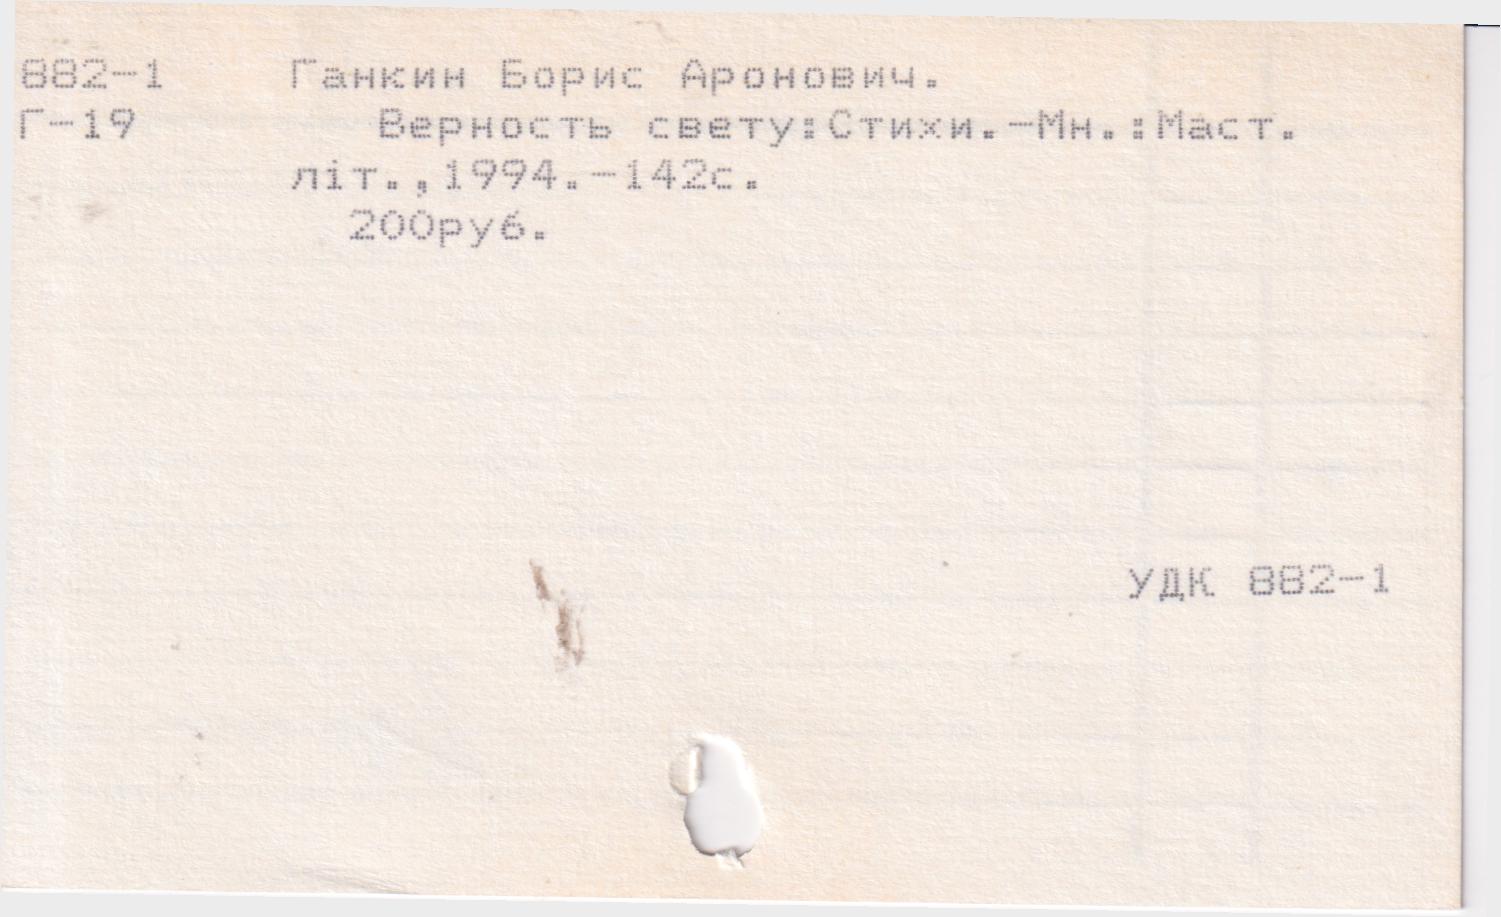 882-1 Ганкин Борис Аронович.
Г-19 Верность свету:Стихи.-Мн.:Маст.
літ.,1994.-142с.
200руб.
УДК 882-1